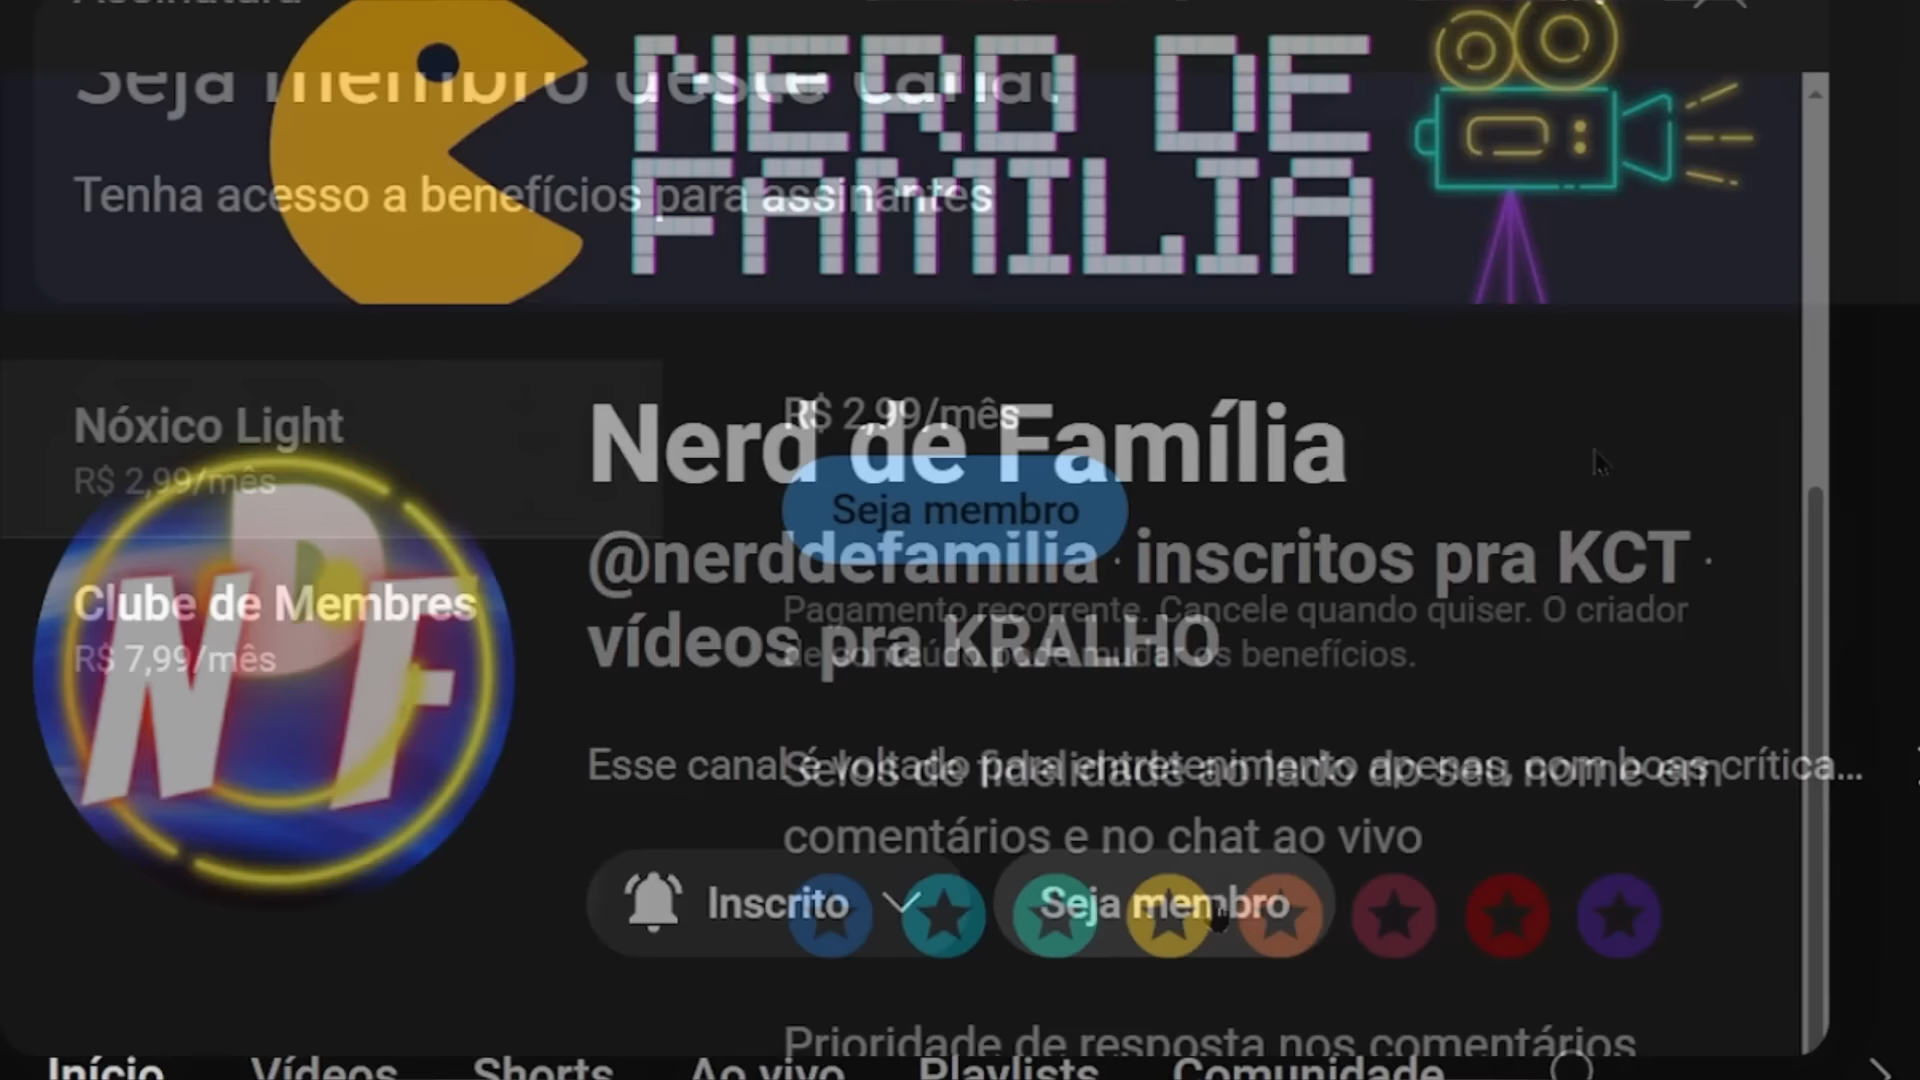 Assinatura
NERD DE
FAMILIA
Seja membro deste canal
Tenha acesso a benefícios para assinantes
Nóxico Light
R$ 2,99/mês
Clube de Membres
R$ 7,99/mês
NDF
Nerd de Família
@nerddefamilia · inscritos pra KCT ·
vídeos pra KRALHO
R$ 2,99/mês
Seja membro
Pagamento recorrente. Cancele quando quiser. O criador
de conteúdo pode mudar os benefícios.
Esse canal é voltado para entretenimento apenas, com boas crítica...
Selos de fidelidade ao lado do seu nome em
comentários e no chat ao vivo
Inscrito
Seja membro
Prioridade de resposta nos comentários
Início Vídeos Shorts Ao vivo Playlists Comunidade